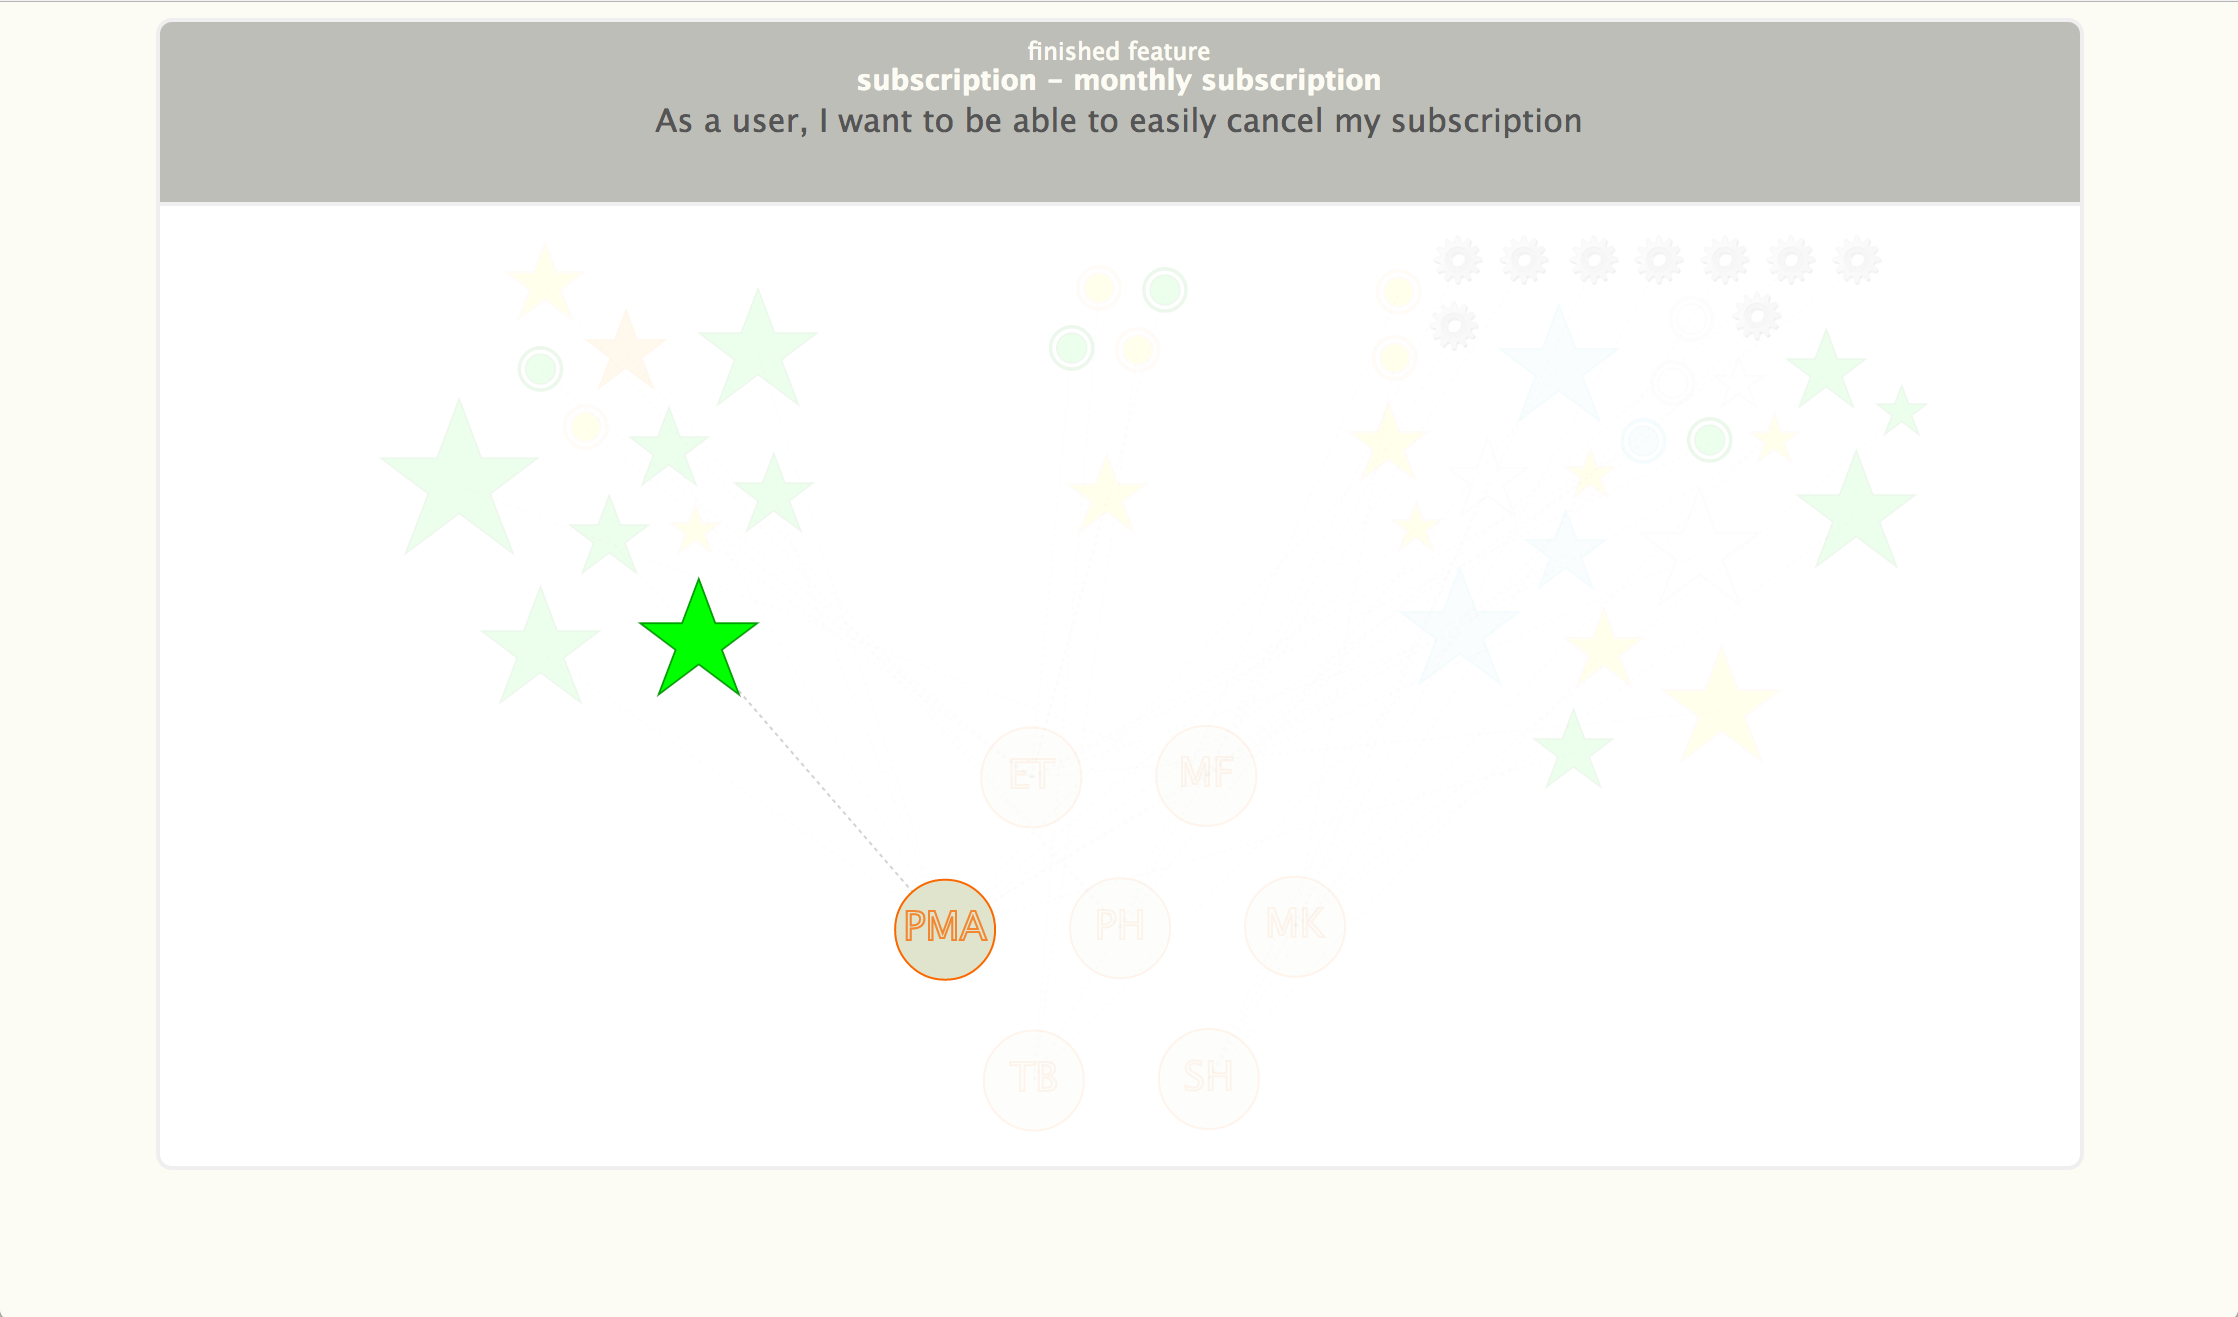 finished feature
subscription – monthly subscription
As a user, I want to be able to easily cancel my subscription
ET
MF
PMA
PH
MK
TB
SH